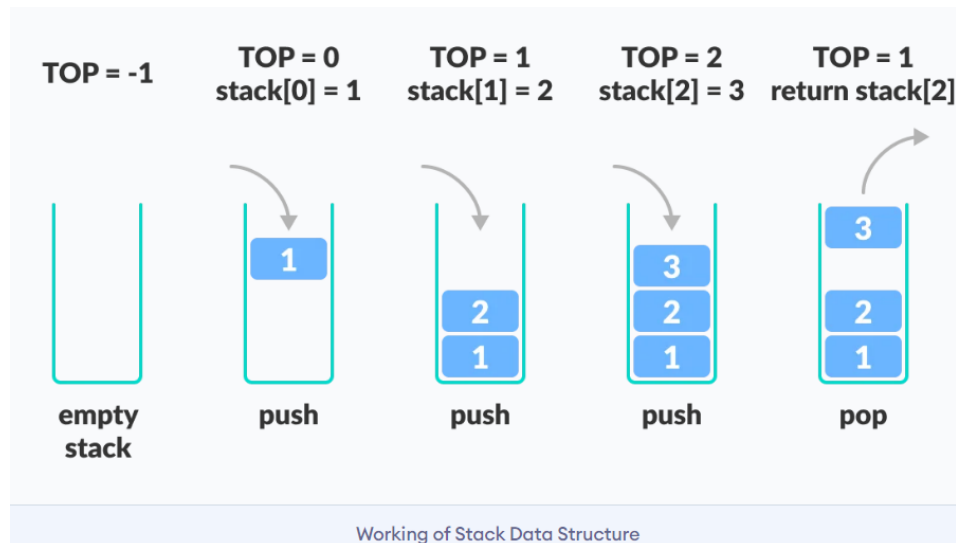 TOP = -1
TOP = 0
stack[0] = 1
TOP = 1
stack[1] = 2
TOP = 2
stack[2] = 3
TOP = 1
return stack[2]
1
2
1
3
2
1
3
2
1
empty
stack
push
push
push
pop
Working of Stack Data Structure